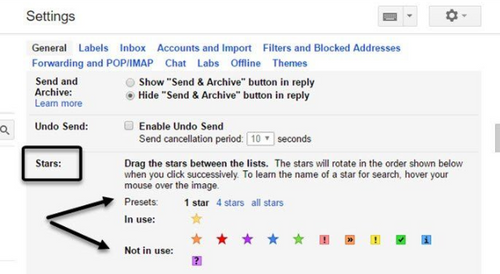 Settings
General Labels Inbox Accounts and Import Filters and Blocked Addresses
Forwarding and POP/IMAP Chat Labs Offline Themes
Send and Archive: Show "Send & Archive" button in reply
Learn more Hide "Send & Archive" button in reply
Undo Send: Enable Undo Send
Send cancellation period: 10 seconds
Stars: Drag the stars between the lists. The stars will rotate in the order shown below
when you click successively. To learn the name of a star for search, hover your
mouse over the image.
Presets: 1 star 4 stars all stars
In use:
Not in use: ! » ! i
?